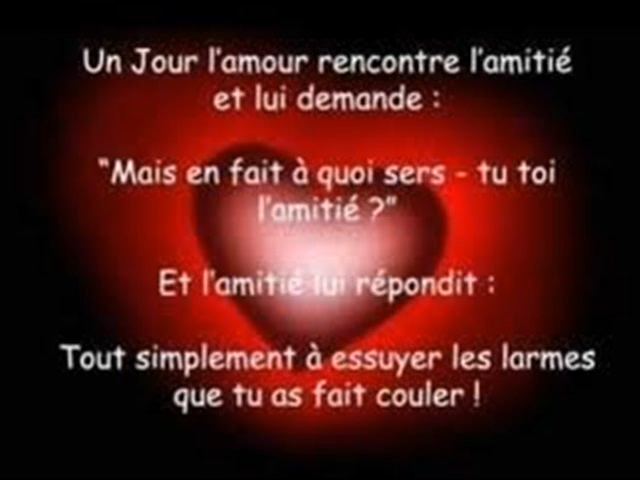 Un Jour l'amour rencontre l'amitié
et lui demande :
"Mais en fait à quoi sers - tu toi
l'amitié ?"
Et l'amitié lui répondit :
Tout simplement à essuyer les larmes
que tu as fait couler !